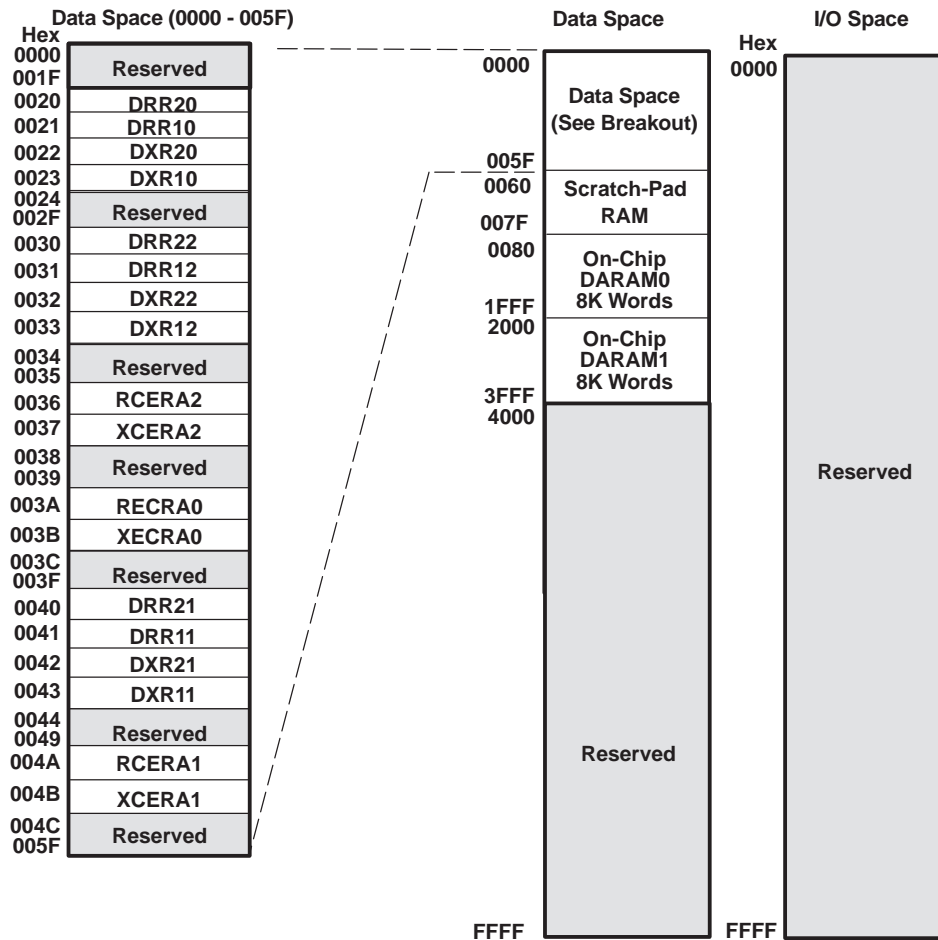 Data Space (0000 - 005F)
Hex
0000
001F
Reserved
0020
DRR20
0021
DRR10
0022
DXR20
0023
DXR10
0024
002F
Reserved
0030
DRR22
0031
DRR12
0032
DXR22
0033
DXR12
0034
0035
Reserved
0036
RCERA2
0037
XCERA2
0038
0039
Reserved
003A
RECRA0
003B
XECRA0
003C
003F
Reserved
0040
DRR21
0041
DRR11
0042
DXR21
0043
DXR11
0044
0049
Reserved
004A
RCERA1
004B
XCERA1
004C
005F
Reserved
Data Space
0000
Data Space
(See Breakout)
005F
0060
Scratch-Pad
RAM
007F
0080
On-Chip
DARAM0
8K Words
1FFF
2000
On-Chip
DARAM1
8K Words
3FFF
4000
Reserved
FFFF
I/O Space
Hex
0000
Reserved
FFFF